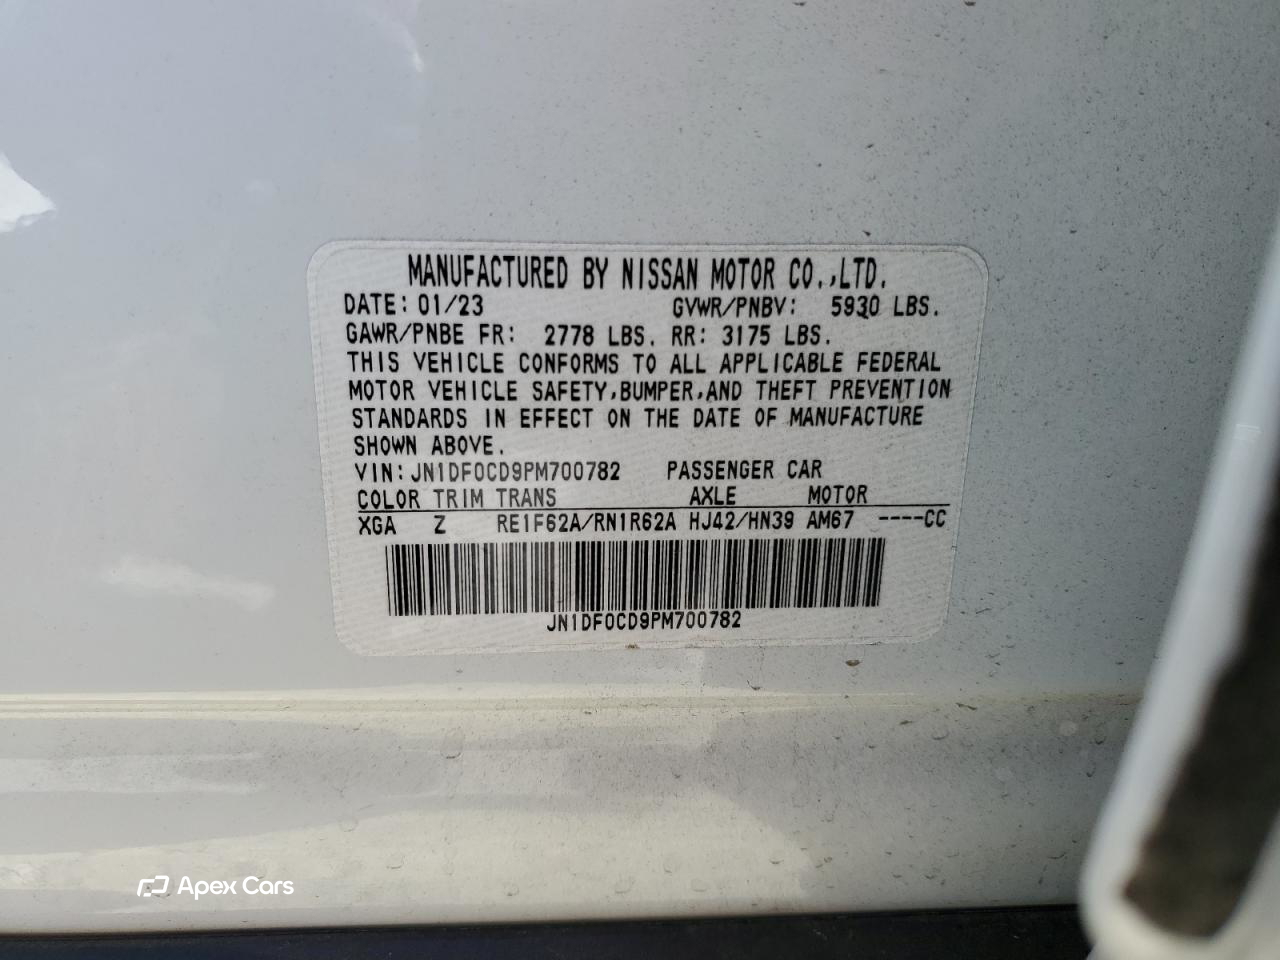 MANUFACTURED BY NISSAN MOTOR CO.,LTD.
DATE: 01/23 GVWR/PNBV: 5930 LBS.
GAWR/PNBE FR: 2778 LBS. RR: 3175 LBS.
THIS VEHICLE CONFORMS TO ALL APPLICABLE FEDERAL
MOTOR VEHICLE SAFETY,BUMPER,AND THEFT PREVENTION
STANDARDS IN EFFECT ON THE DATE OF MANUFACTURE
SHOWN ABOVE.
VIN:JN1DF0CD9PM700782 PASSENGER CAR
COLOR TRIM TRANS AXLE MOTOR
XGA Z RE1F62A/RN1R62A HJ42/HN39 AM67 ----CC
JN1DF0CD9PM700782
Apex Cars